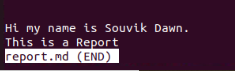 Hi my name is Souvik Dawn.
This is a Report
report.md (END)